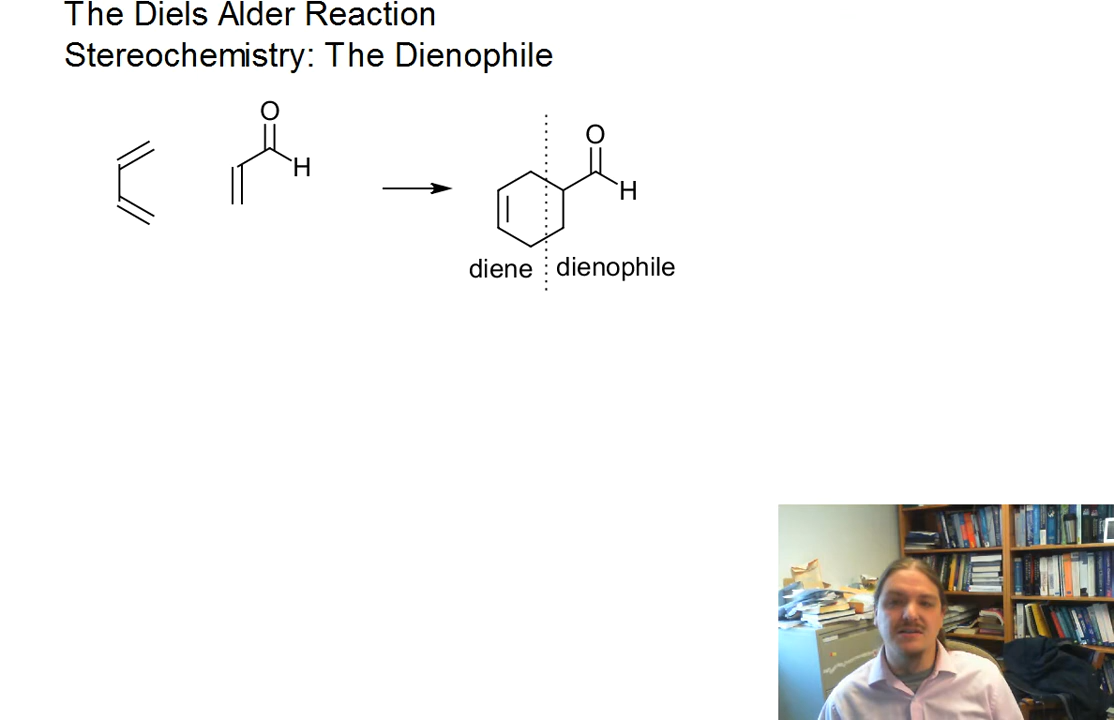 The Diels Alder Reaction
Stereochemistry: The Dienophile
O
H
O
H
diene
dienophile